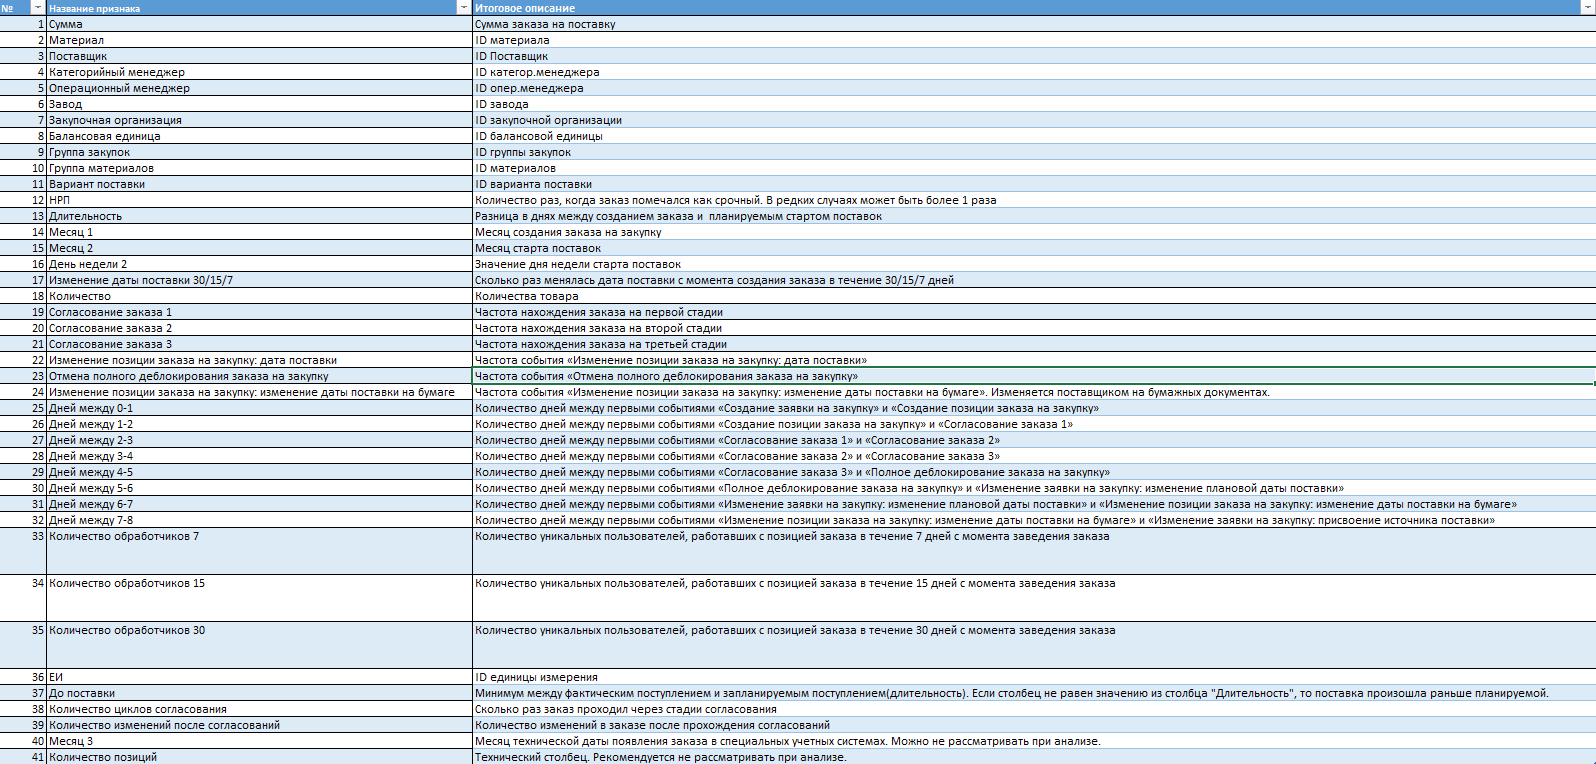 № Название признака Итоговое описание
1 Сумма Сумма заказа на поставку
2 Материал ID материала
3 Поставщик ID Поставщик
4 Категорийный менеджер ID категор.менеджера
5 Операционный менеджер ID опер.менеджера
6 Завод ID завода
7 Закупочная организация ID закупочной организации
8 Балансовая единица ID балансовой единицы
9 Группа закупок ID группы закупок
10 Группа материалов ID материалов
11 Вариант поставки ID варианта поставки
12 НРП Количество раз, когда заказ помечался как срочный. В редких случаях может быть более 1 раза
13 Длительность Разница в днях между созданием заказа и планируемым стартом поставок
14 Месяц 1 Месяц создания заказа на закупку
15 Месяц 2 Месяц старта поставок
16 День недели 2 Значение дня недели старта поставок
17 Изменение даты поставки 30/15/7 Сколько раз менялась дата поставки с момента создания заказа в течение 30/15/7 дней
18 Количество Количества товара
19 Согласование заказа 1 Частота нахождения заказа на первой стадии
20 Согласование заказа 2 Частота нахождения заказа на второй стадии
21 Согласование заказа 3 Частота нахождения заказа на третьей стадии
22 Изменение позиции заказа на закупку: дата поставки Частота события «Изменение позиции заказа на закупку: дата поставки»
23 Отмена полного деблокирования заказа на закупку Частота события «Отмена полного деблокирования заказа на закупку»
24 Изменение позиции заказа на закупку: изменение даты поставки на бумаге Частота события «Изменение позиции заказа на закупку: изменение даты поставки на бумаге». Изменяется поставщиком на бумажных документах.
25 Дней между 0-1 Количество дней между первыми событиями «Создание заявки на закупку» и «Создание позиции заказа на закупку»
26 Дней между 1-2 Количество дней между первыми событиями «Создание позиции заказа на закупку» и «Согласование заказа 1»
27 Дней между 2-3 Количество дней между первыми событиями «Согласование заказа 1» и «Согласование заказа 2»
28 Дней между 3-4 Количество дней между первыми событиями «Согласование заказа 2» и «Согласование заказа 3»
29 Дней между 4-5 Количество дней между первыми событиями «Согласование заказа 3» и «Полное деблокирование заказа на закупку»
30 Дней между 5-6 Количество дней между первыми событиями «Полное деблокирование заказа на закупку» и «Изменение заявки на закупку: изменение плановой даты поставки»
31 Дней между 6-7 Количество дней между первыми событиями «Изменение заявки на закупку: изменение плановой даты поставки» и «Изменение позиции заказа на закупку: изменение даты поставки на бумаге»
32 Дней между 7-8 Количество дней между первыми событиями «Изменение позиции заказа на закупку: изменение даты поставки на бумаге» и «Изменение заявки на закупку: присвоение источника поставки»
33 Количество обработчиков 7 Количество уникальных пользователей, работавших с позицией заказа в течение 7 дней с момента заведения заказа
34 Количество обработчиков 15 Количество уникальных пользователей, работавших с позицией заказа в течение 15 дней с момента заведения заказа
35 Количество обработчиков 30 Количество уникальных пользователей, работавших с позицией заказа в течение 30 дней с момента заведения заказа
36 ЕИ ID единицы измерения
37 До поставки Минимум между фактическим поступлением и запланируемым поступлением(длительность). Если столбец не равен значению из столбца "Длительность", то поставка произошла раньше планируемой.
38 Количество циклов согласования Сколько раз заказ проходил через стадии согласования
39 Количество изменений после согласований Количество изменений в заказе после прохождения согласований
40 Месяц 3 Месяц технической даты появления заказа в специальных учетных системах. Можно не рассматривать при анализе.
41 Количество позиций Технический столбец. Рекомендуется не рассматривать при анализе.